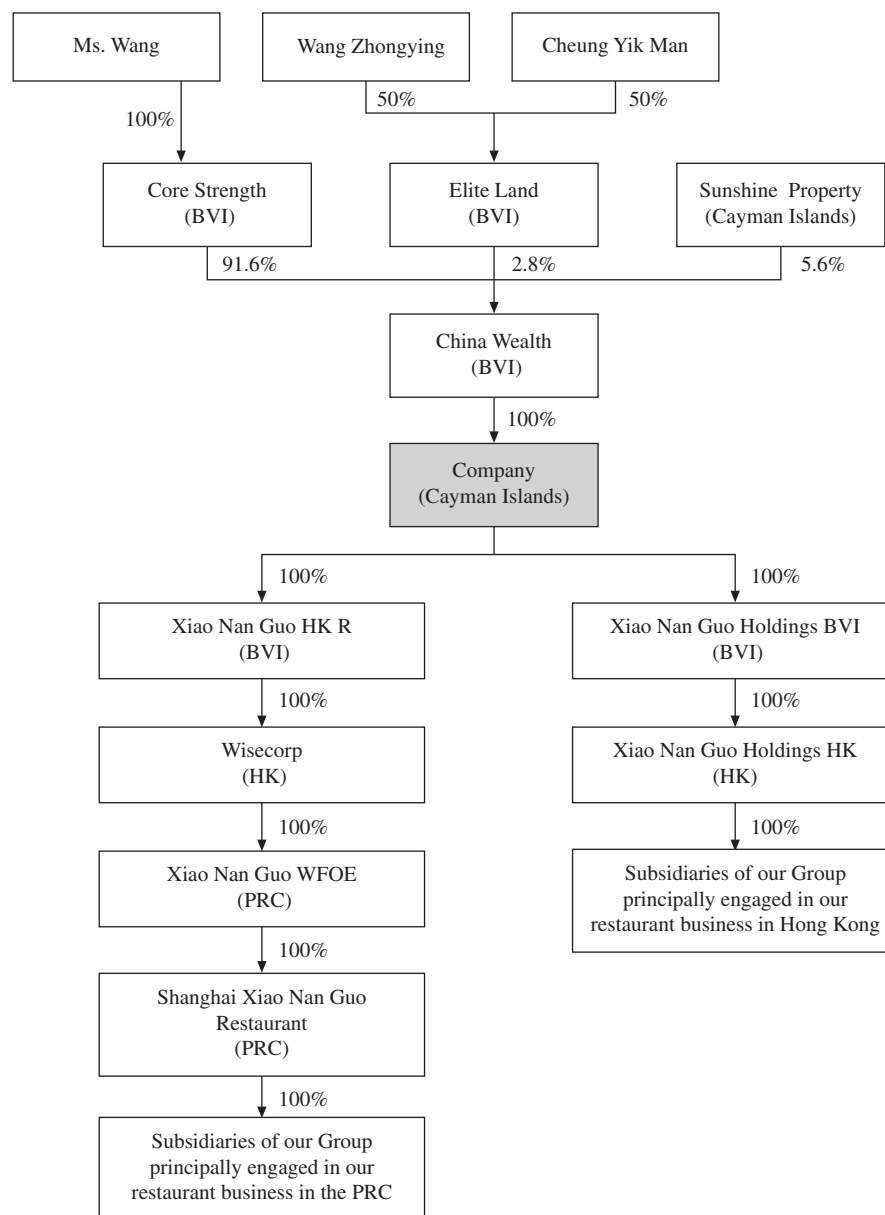 Ms. Wang
Wang Zhongying
Cheung Yik Man
100%
50%
50%
Core Strength
(BVI)
Elite Land
(BVI)
Sunshine Property
(Cayman Islands)
91.6%
2.8%
5.6%
China Wealth
(BVI)
100%
Company
(Cayman Islands)
100%
100%
Xiao Nan Guo HK R
(BVI)
Xiao Nan Guo Holdings BVI
(BVI)
100%
100%
Wisecorp
(HK)
Xiao Nan Guo Holdings HK
(HK)
100%
100%
Xiao Nan Guo WFOE
(PRC)
Subsidiaries of our Group
principally engaged in our
restaurant business in Hong Kong
100%
Shanghai Xiao Nan Guo
Restaurant
(PRC)
100%
Subsidiaries of our Group
principally engaged in our
restaurant business in the PRC